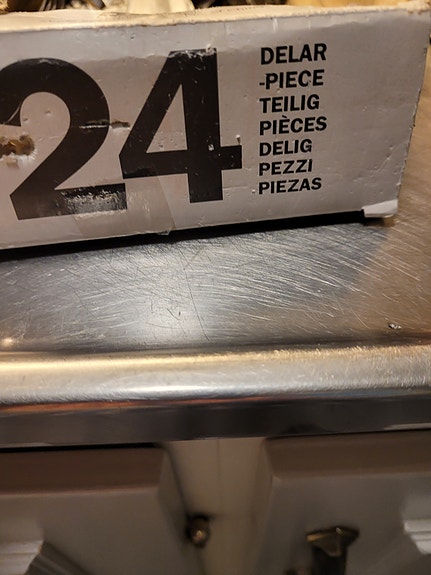 24
DELAR
-PIECE
TEILIG
PIÈCES
DELIG
PEZZI
PIEZAS